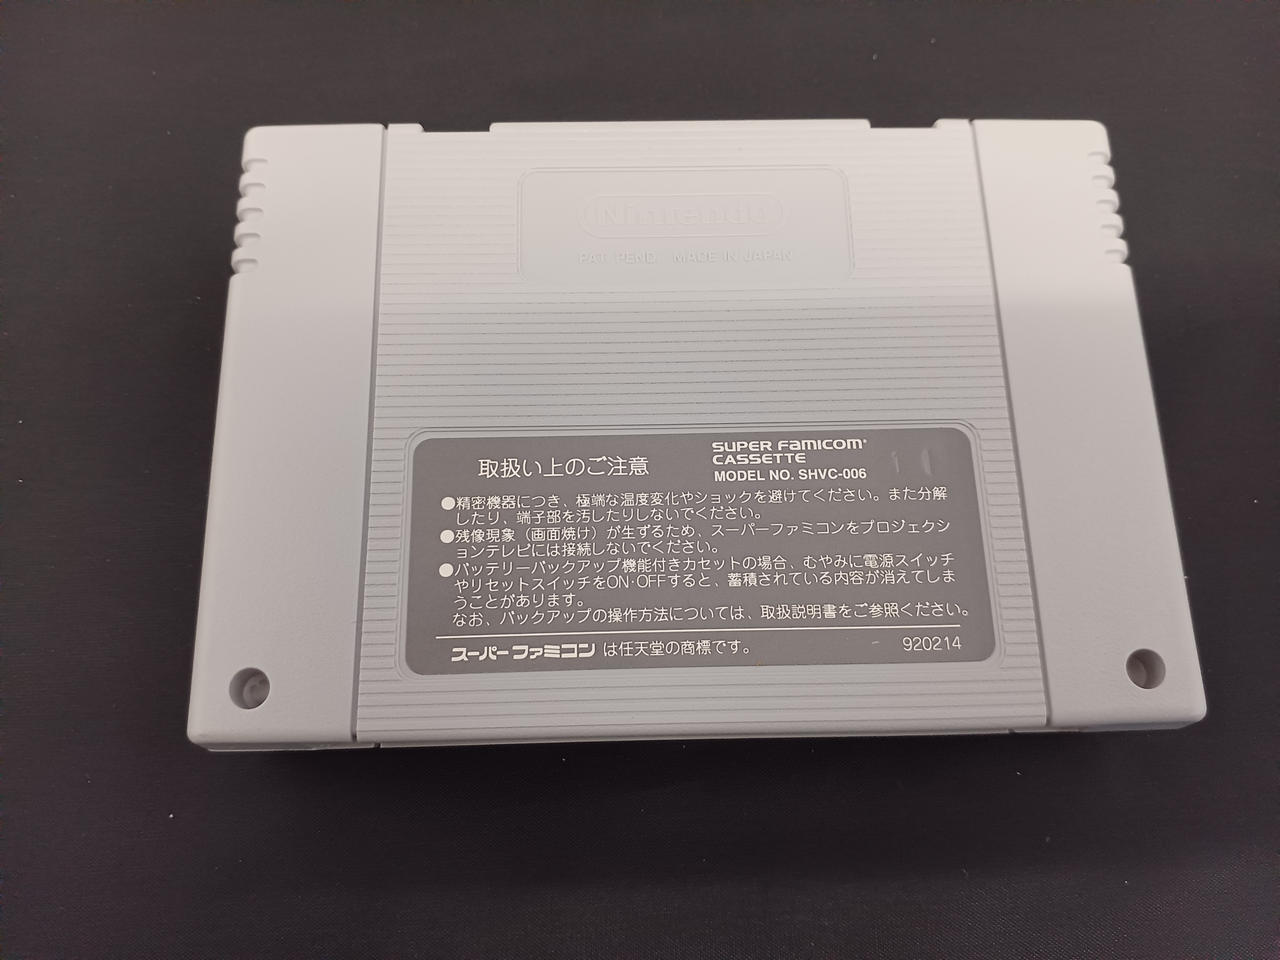 Nintendo
PAT. PEND. MADE IN JAPAN
取扱い上のご注意
SUPER FAMICOM®
CASSETTE
MODEL NO. SHVC-006
●精密機器につき、極端な温度変化やショックを避けてください。また分解
したり、端子部を汚したりしないでください。
●残像現象（画面焼け）が生ずるため、スーパーファミコンをプロジェクシ
ョンテレビには接続しないでください。
●バッテリーバックアップ機能付きカセットの場合、むやみに電源スイッチ
やリセットスイッチをON·OFFすると、蓄積されている内容が消えてしま
うことがあります。
なお、バックアップの操作方法については、取扱説明書をご参照ください。
スーパーファミコン は任天堂の商標です。
920214